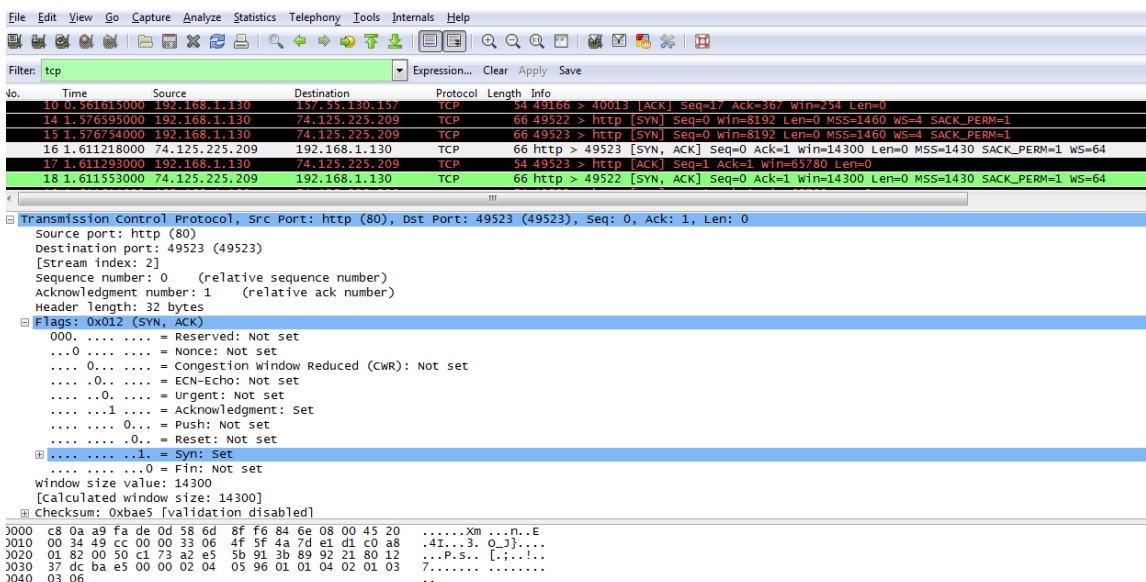 File Edit View Go Capture Analyze Statistics Telephony Tools Internals Help
Filter: tcp Expression... Clear Apply Save
No. Time Source Destination Protocol Length Info
10 0.561615000 192.168.1.130 157.55.130.157 TCP 54 49166 > 40013 [ACK] Seq=17 Ack=367 Win=254 Len=0
14 1.576595000 192.168.1.130 74.125.225.209 TCP 66 49522 > http [SYN] Seq=0 Win=8192 Len=0 MSS=1460 WS=4 SACK_PERM=1
15 1.576754000 192.168.1.130 74.125.225.209 TCP 66 49523 > http [SYN] Seq=0 Win=8192 Len=0 MSS=1460 WS=4 SACK_PERM=1
16 1.611218000 74.125.225.209 192.168.1.130 TCP 66 http > 49523 [SYN, ACK] Seq=0 Ack=1 Win=14300 Len=0 MSS=1430 SACK_PERM=1 WS=64
17 1.611293000 192.168.1.130 74.125.225.209 TCP 54 49523 > http [ACK] Seq=1 Ack=1 Win=65780 Len=0
18 1.611553000 74.125.225.209 192.168.1.130 TCP 66 http > 49522 [SYN, ACK] Seq=0 Ack=1 Win=14300 Len=0 MSS=1430 SACK_PERM=1 WS=64
Transmission Control Protocol, Src Port: http (80), Dst Port: 49523 (49523), Seq: 0, Ack: 1, Len: 0
Source port: http (80)
Destination port: 49523 (49523)
[Stream index: 2]
Sequence number: 0 (relative sequence number)
Acknowledgment number: 1 (relative ack number)
Header length: 32 bytes
Flags: 0x012 (SYN, ACK)
000. .... .... = Reserved: Not set
...0 .... .... = Nonce: Not set
.... 0... .... = Congestion Window Reduced (CWR): Not set
.... .0.. .... = ECN-Echo: Not set
.... ..0. .... = Urgent: Not set
.... ...1 .... = Acknowledgment: Set
.... .... 0... = Push: Not set
.... .... .0.. = Reset: Not set
.... .... ..1. = Syn: Set
.... .... ...0 = Fin: Not set
Window size value: 14300
[Calculated window size: 14300]
Checksum: 0xbae5 [validation disabled]
0000 c8 0a a9 fa de 0d 58 6d 8f f6 84 6e 08 00 45 20 ......Xm ...n..E
0010 00 34 49 cc 00 00 33 06 4f 5f 4a 7d e1 d1 c0 a8 .4I...3. O_J}....
0020 01 82 00 50 c1 73 a2 e5 5b 91 3b 89 92 21 80 12 ...P.s.. [.;..!..
0030 37 dc ba e5 00 00 02 04 05 96 01 01 04 02 01 03 7....... ........
0040 03 06 ..